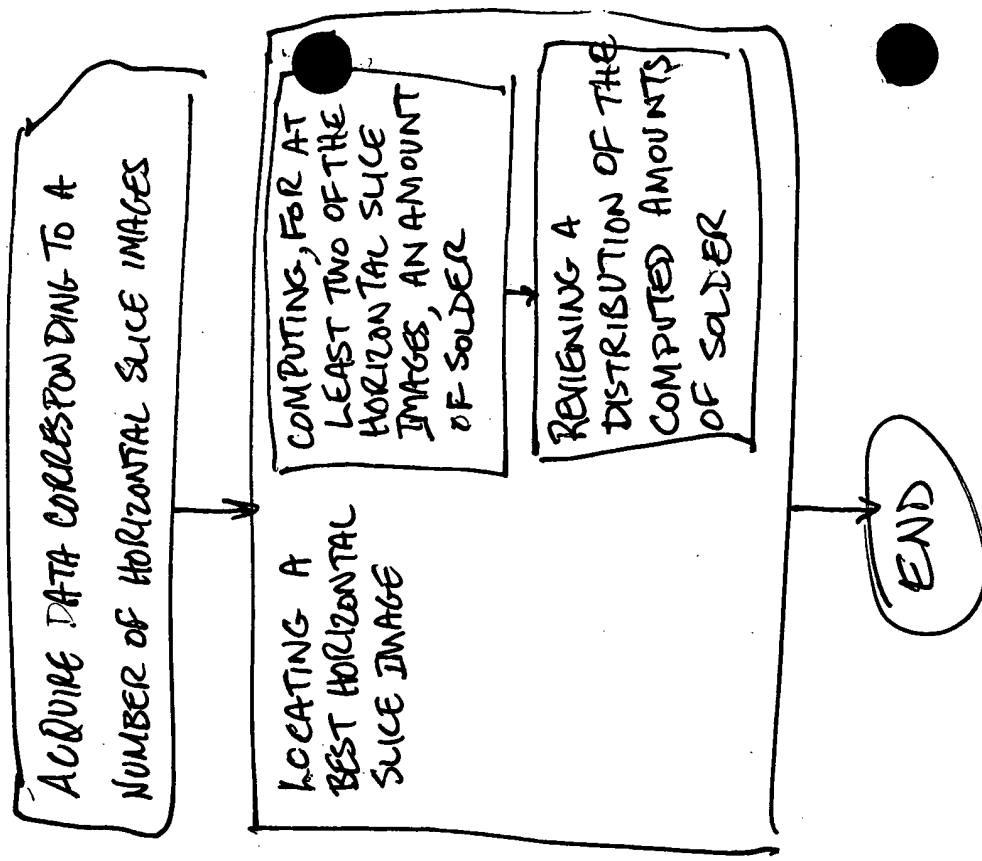 ACQUIRE DATA CORRESPONDING TO A
NUMBER OF HORIZONTAL SLICE IMAGES
LOCATING A
BEST HORIZONTAL
SLICE IMAGE
COMPUTING, FOR AT
LEAST TWO OF THE
HORIZONTAL SLICE
IMAGES, AN AMOUNT
OF SOLDER
REVIEWING A
DISTRIBUTION OF THE
COMPUTED AMOUNTS
OF SOLDER
END